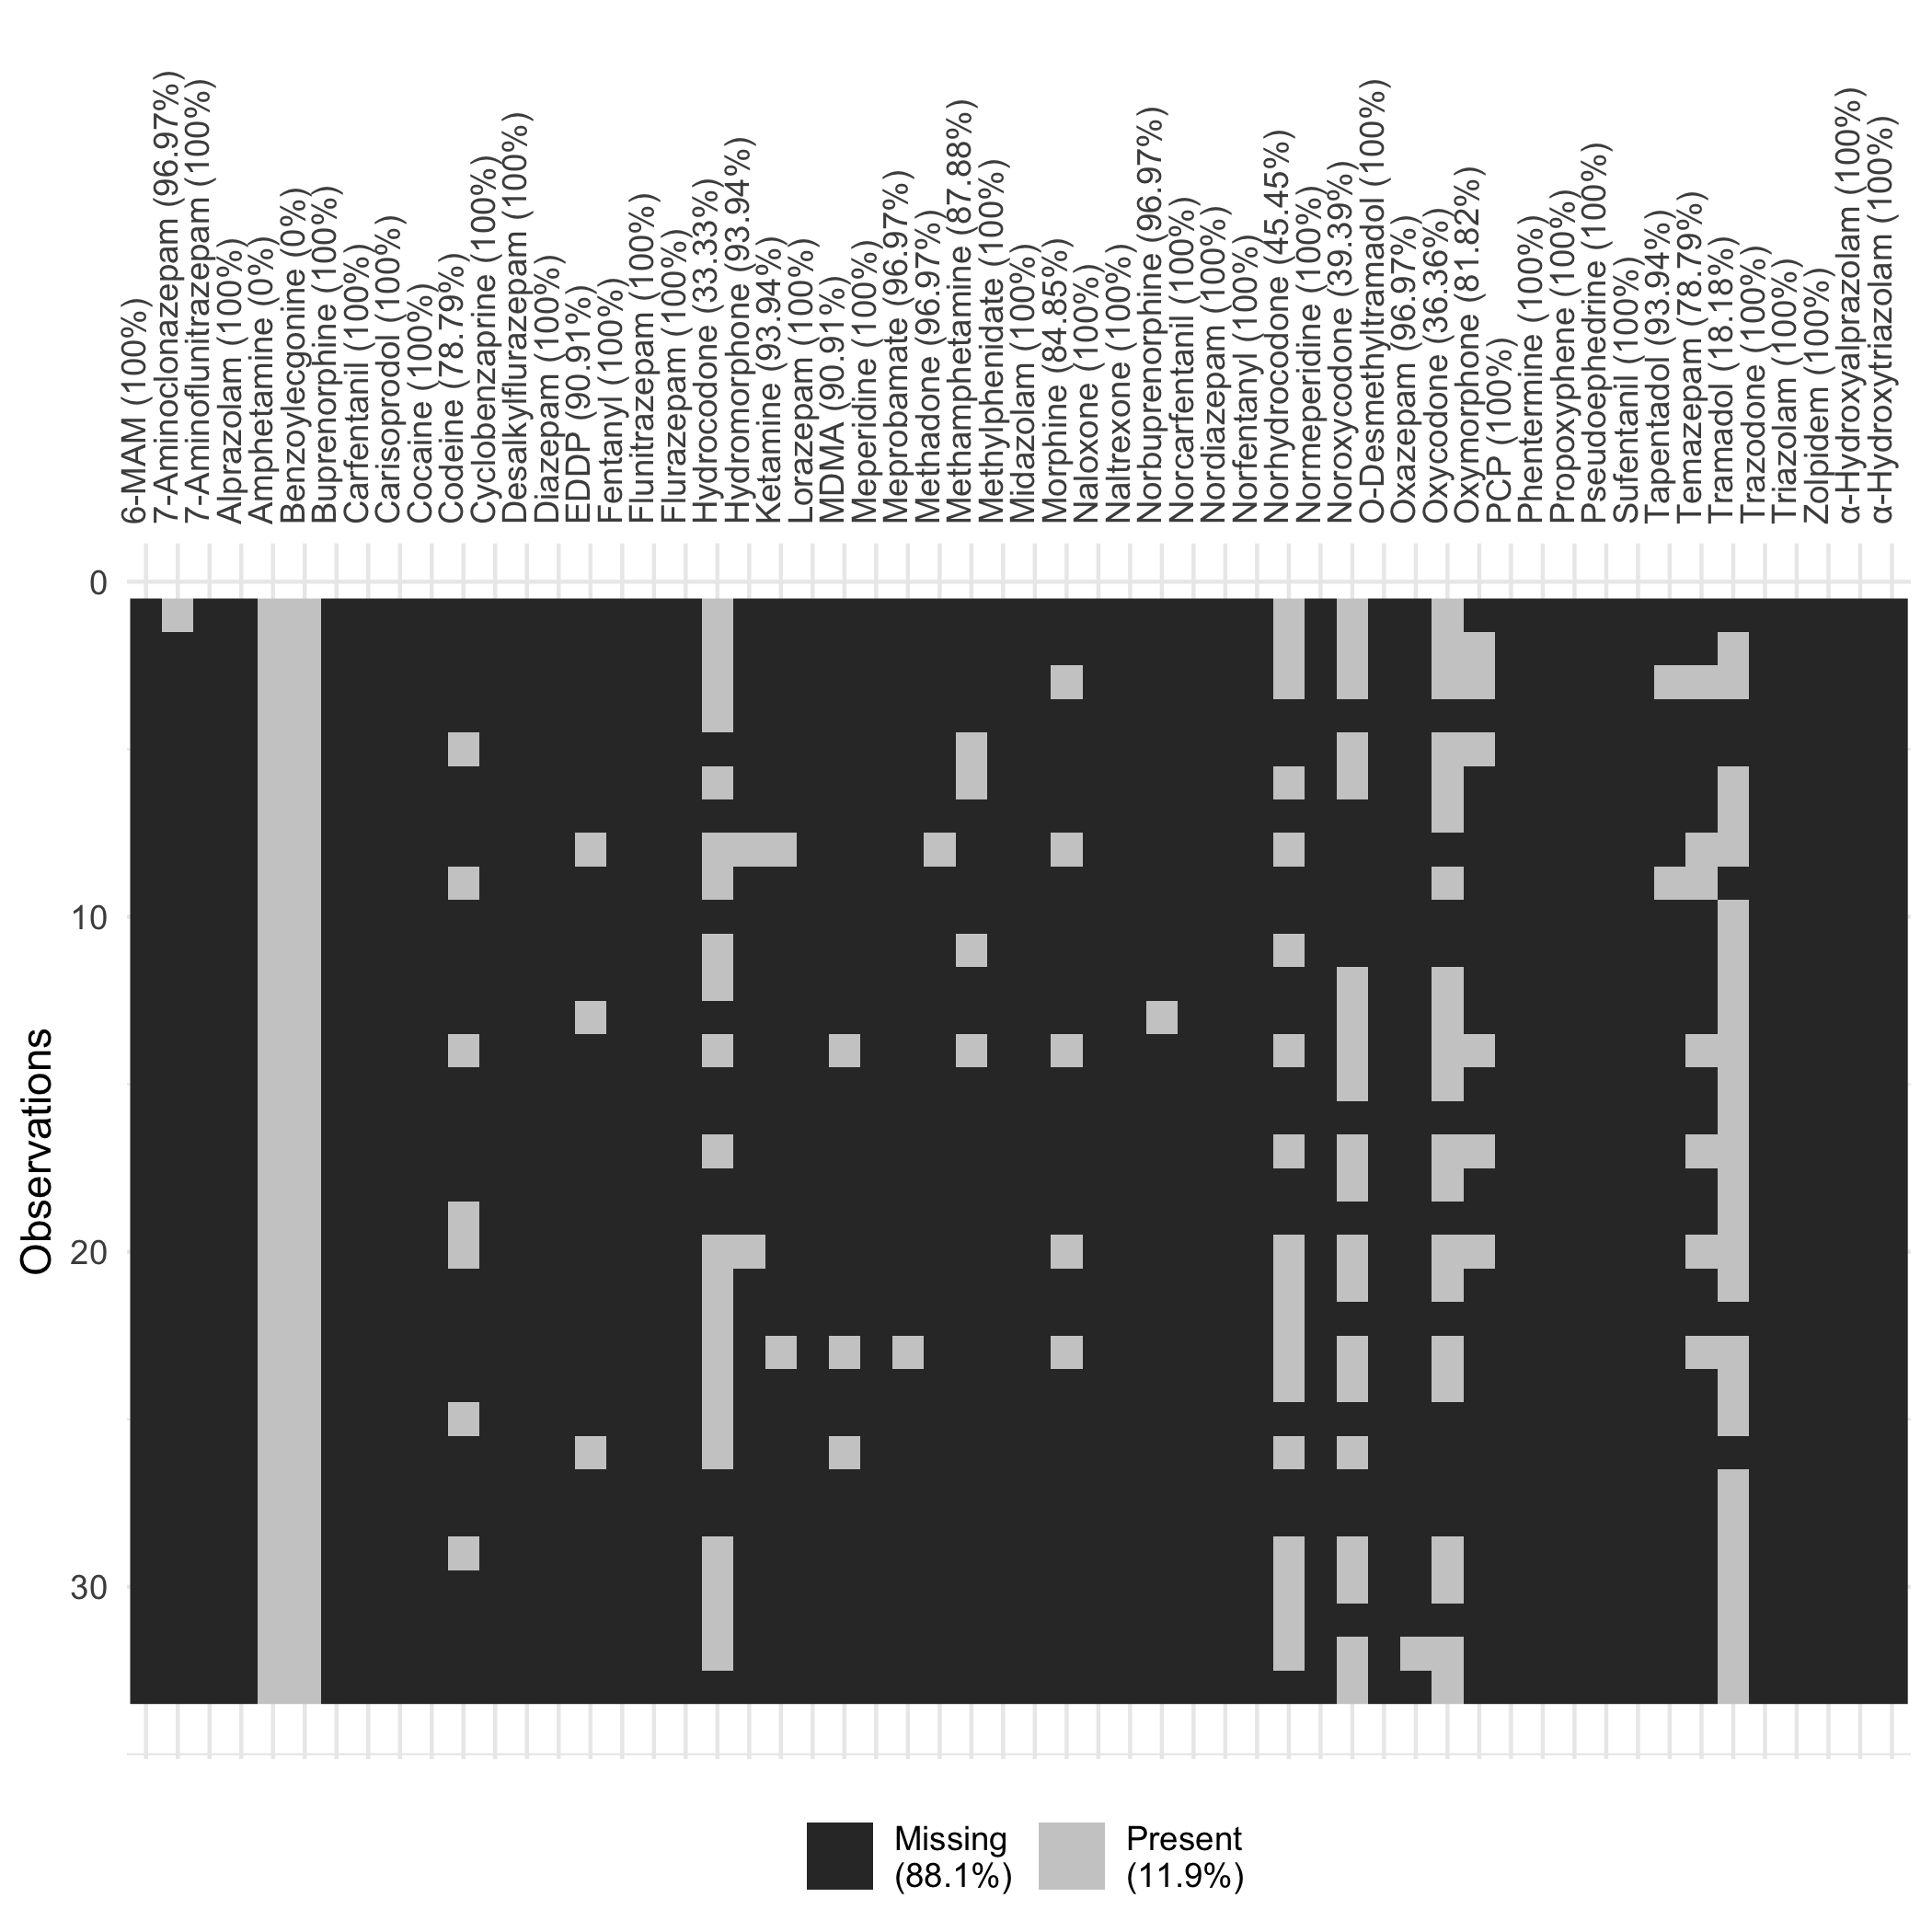 6-MAM (100%)
7-Aminoclonazepam (96.97%)
7-Aminoflunitrazepam (100%)
Alprazolam (100%)
Amphetamine (0%)
Benzoylecgonine (0%)
Buprenorphine (100%)
Carfentanil (100%)
Carisoprodol (100%)
Cocaine (100%)
Codeine (78.79%)
Cyclobenzaprine (100%)
Desalkylflurazepam (100%)
Diazepam (100%)
EDDP (90.91%)
Fentanyl (100%)
Flunitrazepam (100%)
Flurazepam (100%)
Hydrocodone (33.33%)
Hydromorphone (93.94%)
Ketamine (93.94%)
Lorazepam (100%)
MDMA (90.91%)
Meperidine (100%)
Meprobamate (96.97%)
Methadone (96.97%)
Methamphetamine (87.88%)
Methylphenidate (100%)
Midazolam (100%)
Morphine (84.85%)
Naloxone (100%)
Naltrexone (100%)
Norbuprenorphine (96.97%)
Norcarfentanil (100%)
Nordiazepam (100%)
Norfentanyl (100%)
Norhydrocodone (45.45%)
Normeperidine (100%)
Noroxycodone (39.39%)
O-Desmethyltramadol (100%)
Oxazepam (96.97%)
Oxycodone (36.36%)
Oxymorphone (81.82%)
PCP (100%)
Phentermine (100%)
Propoxyphene (100%)
Pseudoephedrine (100%)
Sufentanil (100%)
Tapentadol (93.94%)
Temazepam (78.79%)
Tramadol (18.18%)
Trazodone (100%)
Triazolam (100%)
Zolpidem (100%)
α-Hydroxyalprazolam (100%)
α-Hydroxytriazolam (100%)
0
10
20
30
Observations
Missing
(88.1%)
Present
(11.9%)